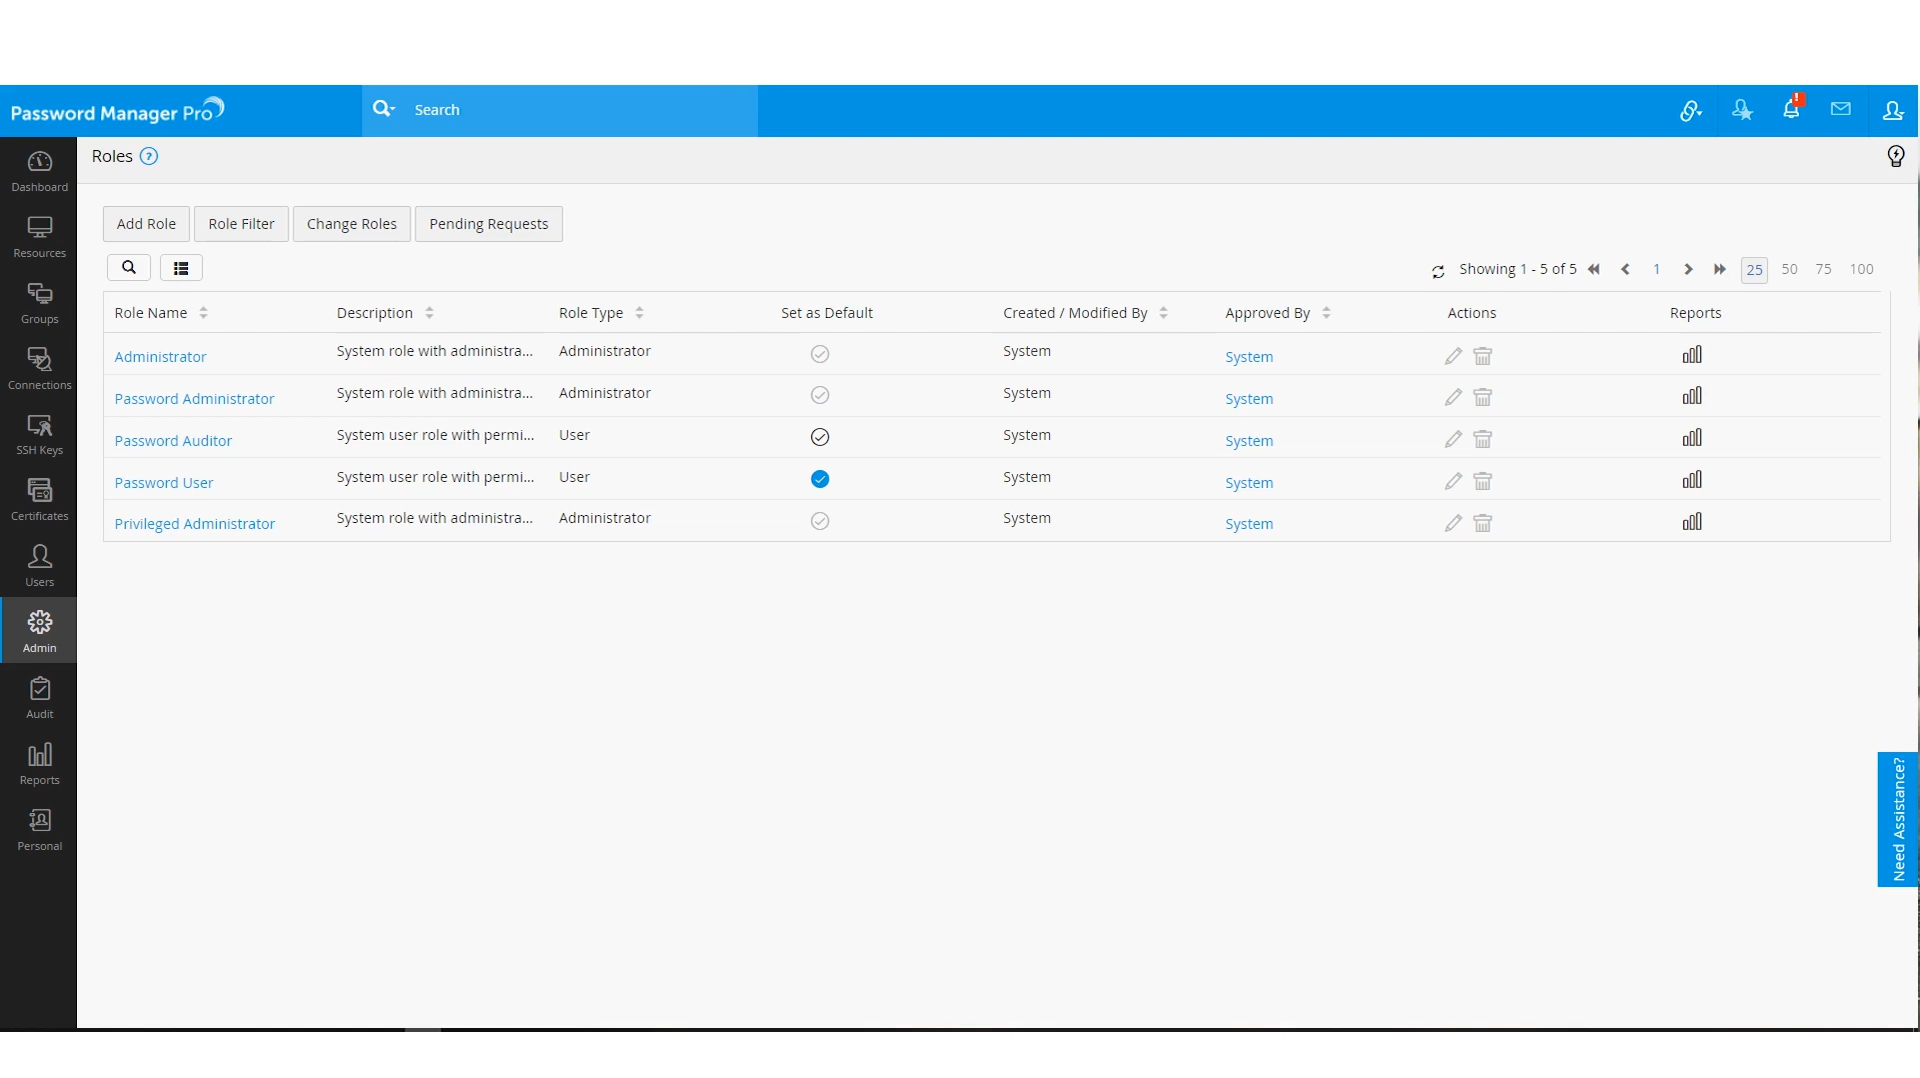 Password Manager Pro
Search
Roles ?
Dashboard
Resources
Groups
Connections
SSH Keys
Certificates
Users
Admin
Audit
Reports
Personal
Add Role Role Filter Change Roles Pending Requests
Showing 1 - 5 of 5 1 25 50 75 100
Role Name Description Role Type Set as Default Created / Modified By Approved By Actions Reports
Administrator System role with administra... Administrator System System
Password Administrator System role with administra... Administrator System System
Password Auditor System user role with permi... User System System
Password User System user role with permi... User System System
Privileged Administrator System role with administra... Administrator System System
Need Assistance?